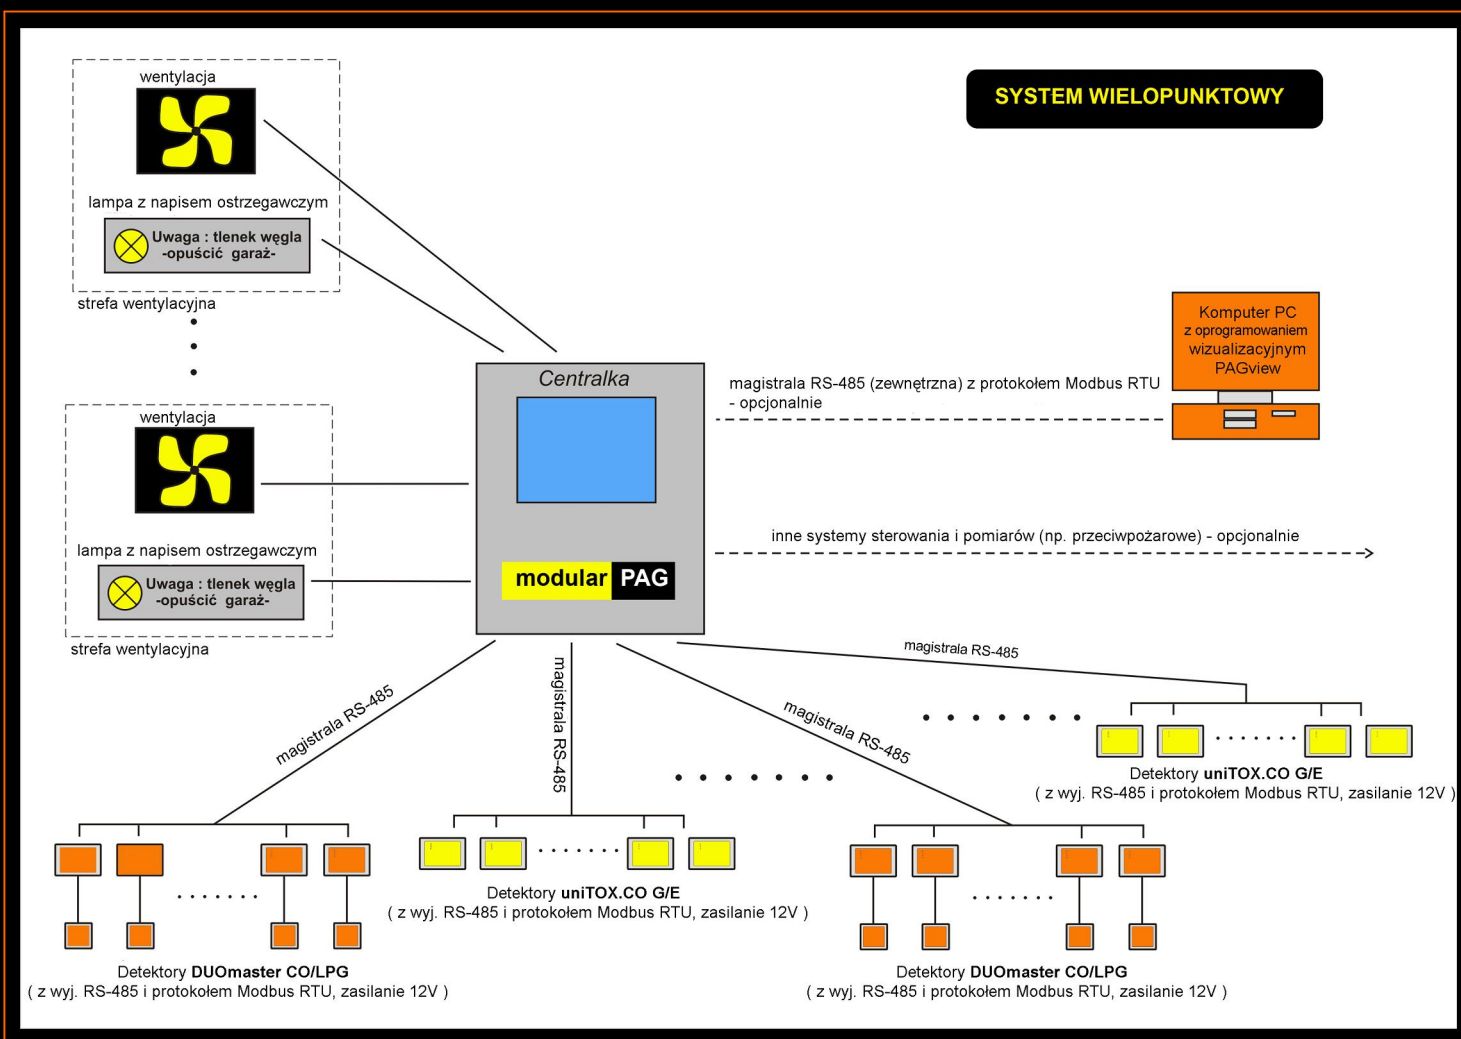 SYSTEM WIELOPUNKTOWY
wentylacja
lampa z napisem ostrzegawczym
Uwaga : tlenek węgla
-opuścić garaż-
strefa wentylacyjna
wentylacja
lampa z napisem ostrzegawczym
Uwaga : tlenek węgla
-opuścić garaż-
strefa wentylacyjna
Centralka
modular PAG
magistrala RS-485 (zewnętrzna) z protokołem Modbus RTU
- opcjonalnie
Komputer PC
z oprogramowaniem
wizualizacyjnym
PAGview
inne systemy sterowania i pomiarów (np. przeciwpożarowe) - opcjonalnie
magistrala RS-485
magistrala RS-485
magistrala RS-485
magistrala RS-485
Detektory uniTOX.CO G/E
( z wyj. RS-485 i protokołem Modbus RTU, zasilanie 12V )
Detektory uniTOX.CO G/E
( z wyj. RS-485 i protokołem Modbus RTU, zasilanie 12V )
Detektory DUOmaster CO/LPG
( z wyj. RS-485 i protokołem Modbus RTU, zasilanie 12V )
Detektory DUOmaster CO/LPG
( z wyj. RS-485 i protokołem Modbus RTU, zasilanie 12V )